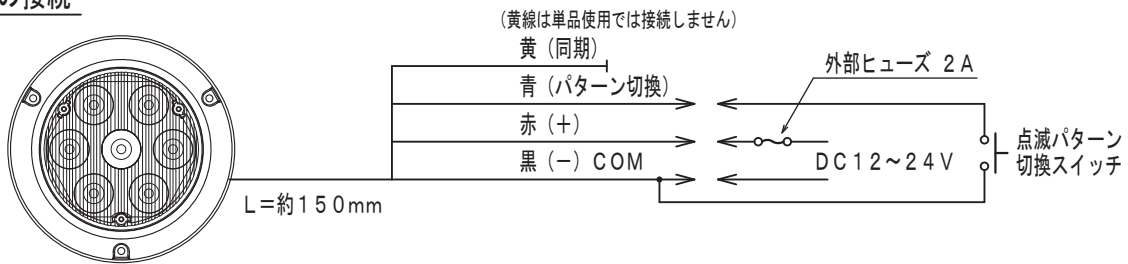 の接続
(黄線は単品使用では接続しません)
黄(同期)
外部ヒューズ 2A
青(パターン切換)
赤(+)
点滅パターン
切換スイッチ
黒(−)COM
DC12~24V
L=約150mm